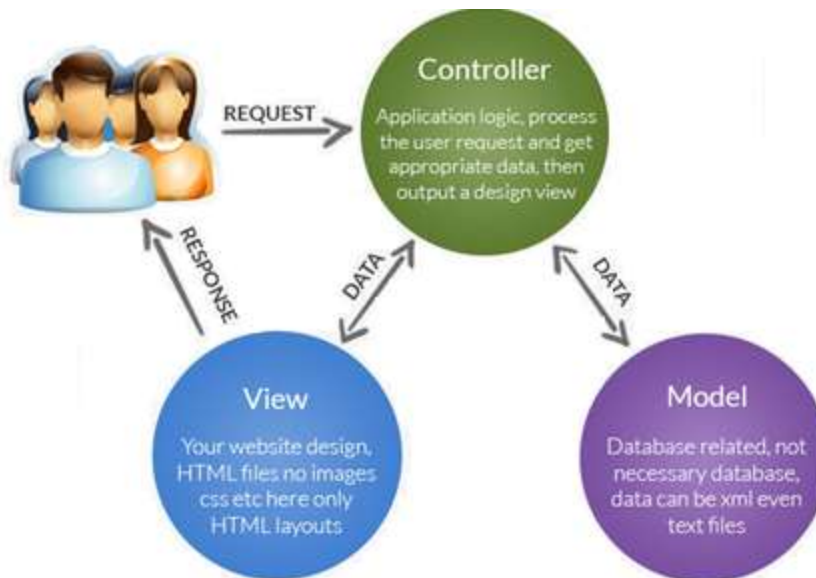 REQUEST
Controller
Application logic, process
the user request and get
appropriate data, then
output a design view
RESPONSE
DATA
DATA
View
Your website design,
HTML files no images
css etc here only
HTML layouts
Model
Database related, not
necessary database,
data can be xml even
text files